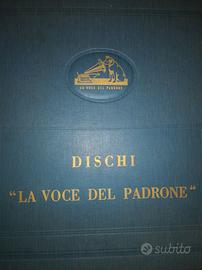 LA VOCE DEL PADRONE
DISCHI
"LA VOCE DEL PADRONE"
subito